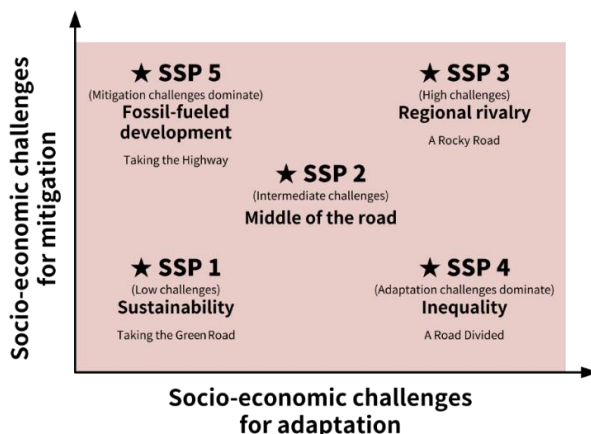 Socio-economic challenges
for mitigation
★ SSP 5
(Mitigation challenges dominate)
Fossil-fueled
development
Taking the Highway
★ SSP 3
(High challenges)
Regional rivalry
A Rocky Road
★ SSP 2
(Intermediate challenges)
Middle of the road
★ SSP 1
(Low challenges)
Sustainability
Taking the Green Road
★ SSP 4
(Adaptation challenges dominate)
Inequality
A Road Divided
Socio-economic challenges
for adaptation